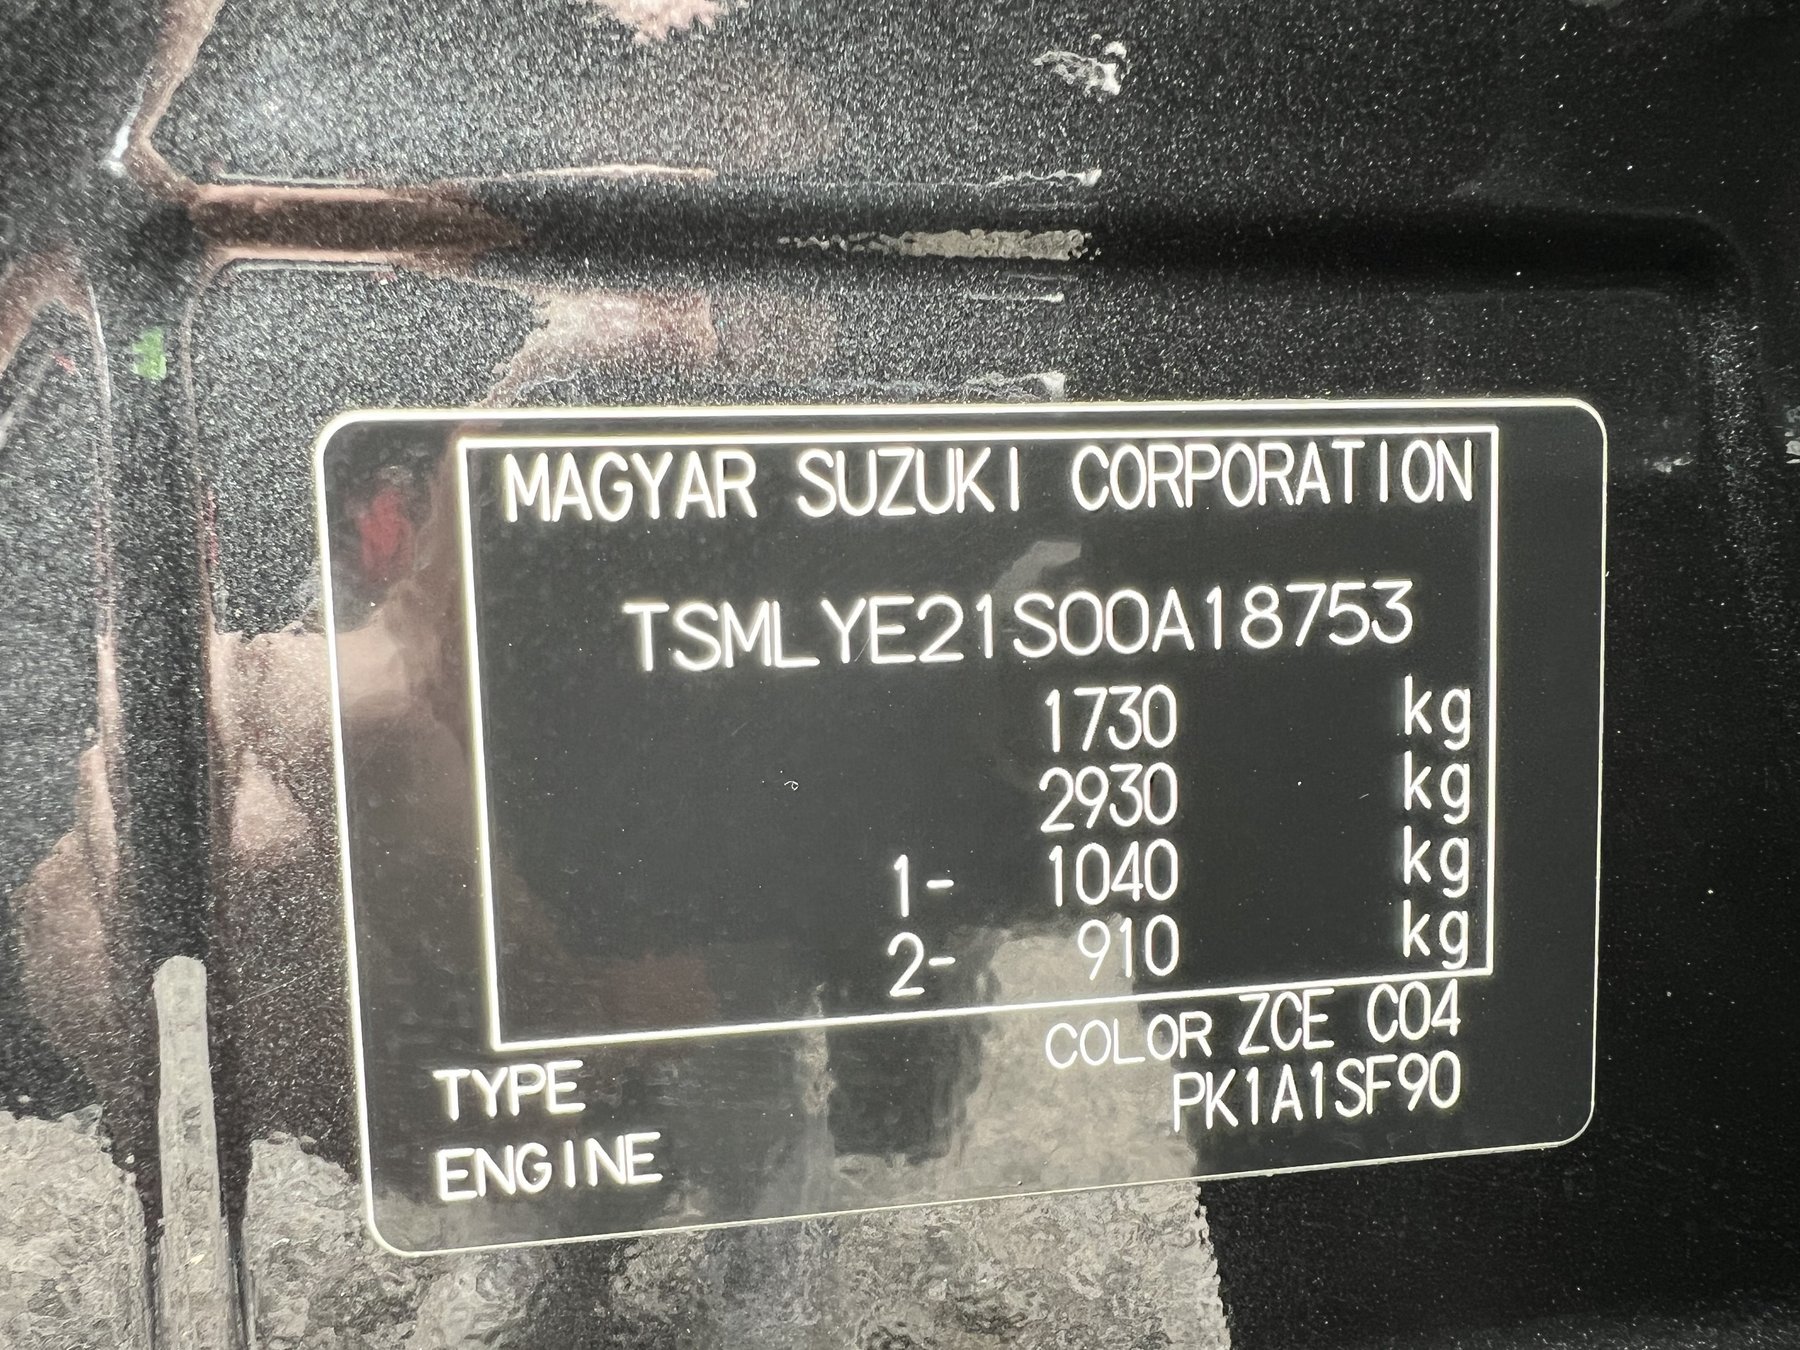 MAGYAR SUZUKI CORPORATION
TSMLYE21S00A18753
1730 kg
2930 kg
1- 1040 kg
2- 910 kg
COLOR ZCE C04
TYPE PK1A1SF90
ENGINE